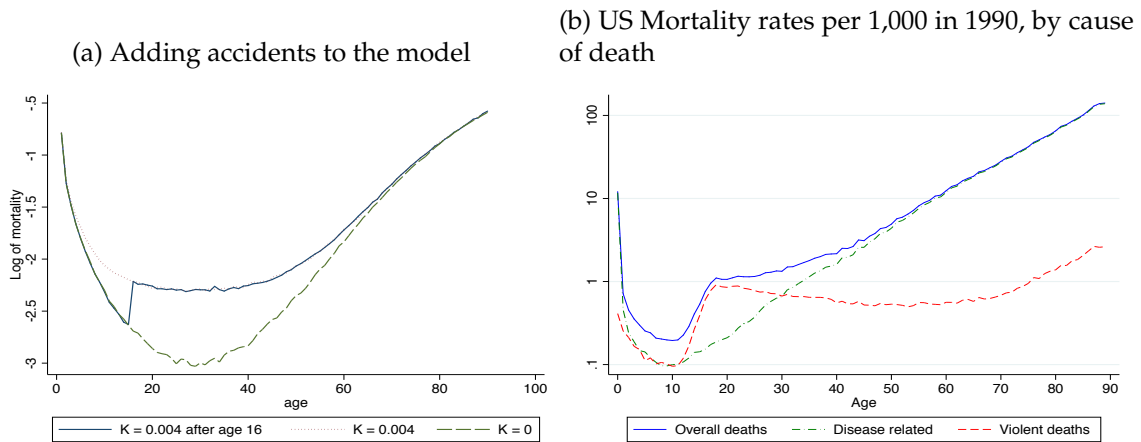 (a) Adding accidents to the model
-.5
-1
-1.5
-2
-2.5
-3
Log of mortality
0 20 40 60 80 100
age
K = 0.004 after age 16 K = 0.004 K = 0
(b) US Mortality rates per 1,000 in 1990, by cause
of death
100
10
1
.1
0 10 20 30 40 50 60 70 80 90
Age
Overall deaths Disease related Violent deaths